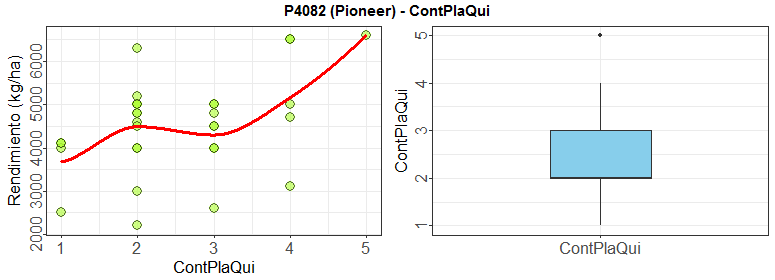 P4082 (Pioneer) - ContPlaQui
Rendimiento (kg/ha)
6000
5000
4000
3000
2000
1 2 3 4 5
ContPlaQui
ContPlaQui
5
4
3
2
1
ContPlaQui